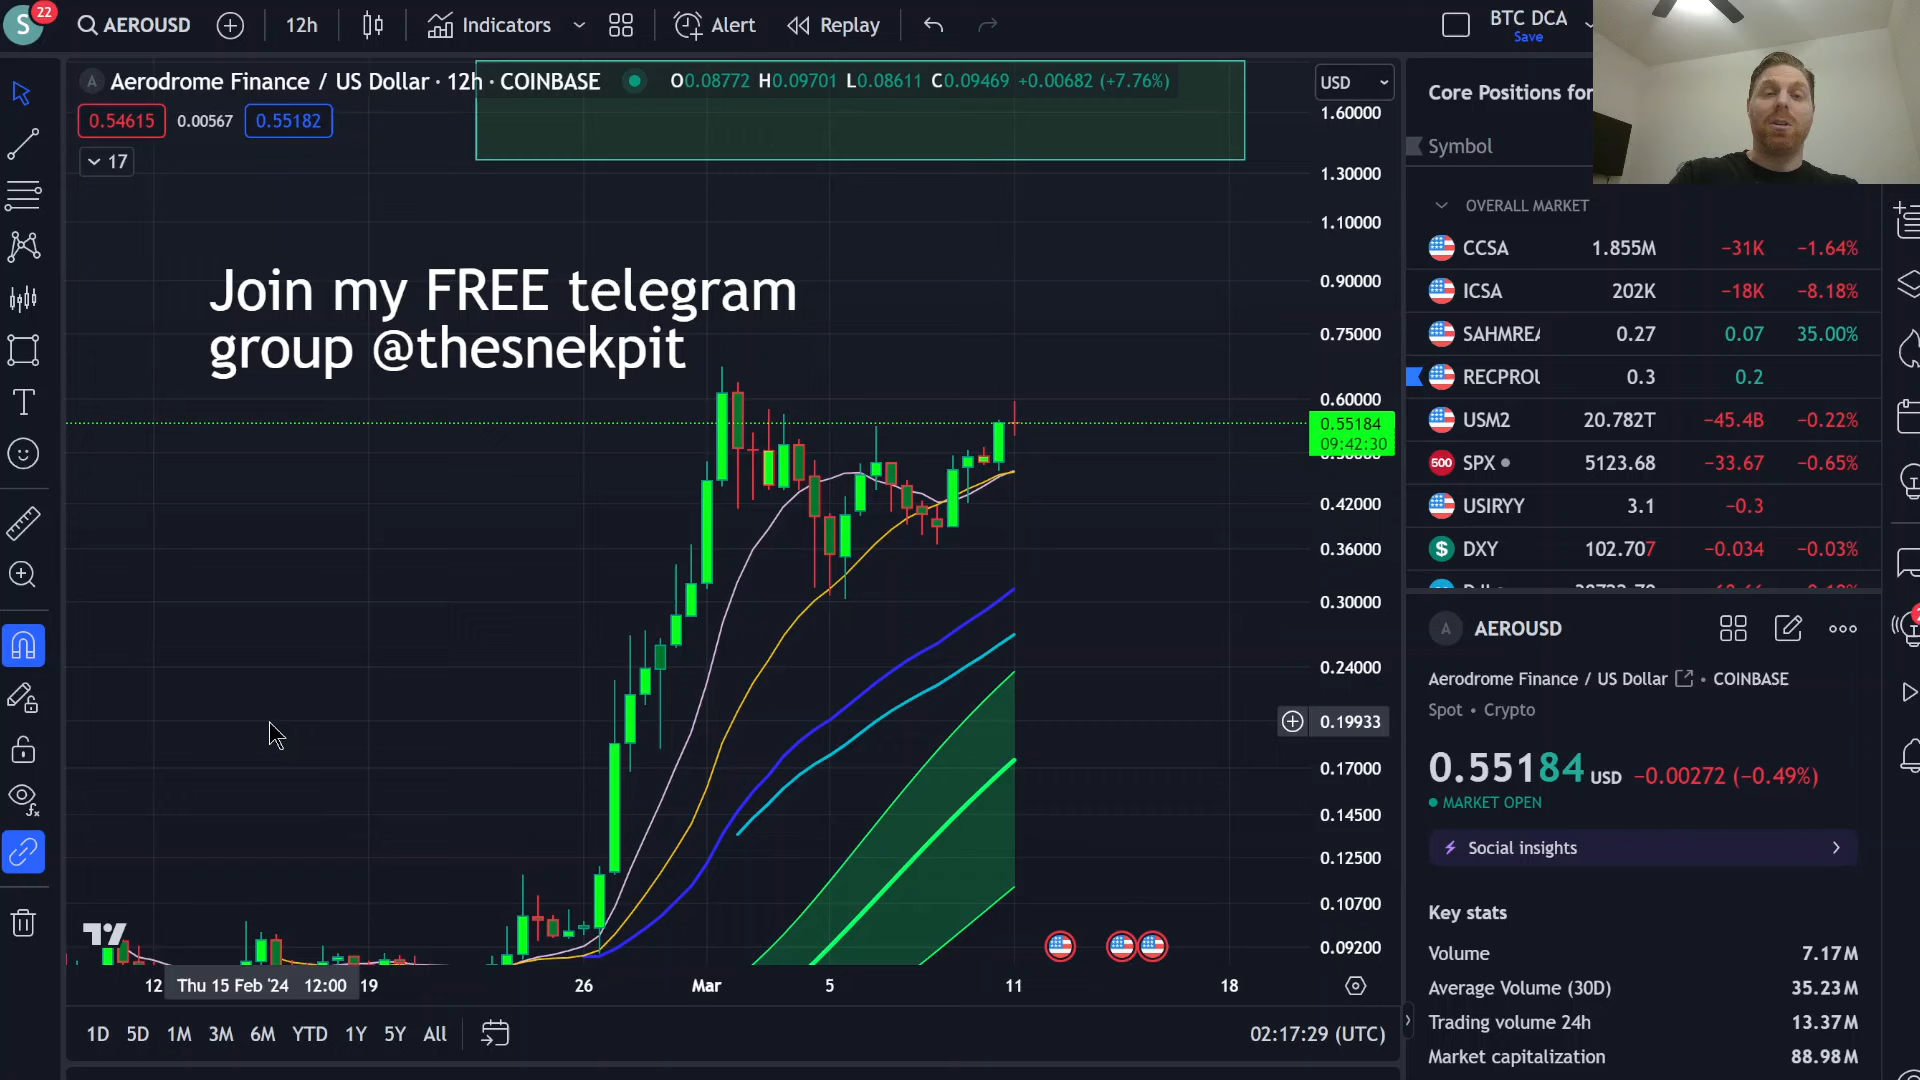 S 22 AEROUSD 12h Indicators Alert Replay BTC DCA
Save
A Aerodrome Finance / US Dollar · 12h · COINBASE O0.08772 H0.09701 L0.08611 C0.09469 +0.00682 (+7.76%) USD
0.54615 0.00567 0.55182
17
Join my FREE telegram
group @thesnekpit
1.60000
1.30000
1.10000
0.90000
0.75000
0.60000
0.55184
09:42:30
0.42000
0.36000
0.30000
0.24000
0.19933
0.17000
0.14500
0.12500
0.10700
0.09200
12 Thu 15 Feb '24 12:00 19 26 Mar 5 11 18
1D 5D 1M 3M 6M YTD 1Y 5Y All 02:17:29 (UTC)
Core Positions for
Symbol
OVERALL MARKET
CCSA 1.855M −31K −1.64%
ICSA 202K −18K −8.18%
SAHMREA 0.27 0.07 35.00%
RECPROU 0.3 0.2
USM2 20.782T −45.4B −0.22%
500 SPX 5123.68 −33.67 −0.65%
USIRYY 3.1 −0.3
$ DXY 102.707 −0.034 −0.03%
A AEROUSD
Aerodrome Finance / US Dollar • COINBASE
Spot • Crypto
0.55184 USD −0.00272 (−0.49%)
MARKET OPEN
Social insights
Key stats
Volume 7.17M
Average Volume (30D) 35.23M
Trading volume 24h 13.37M
Market capitalization 88.98M